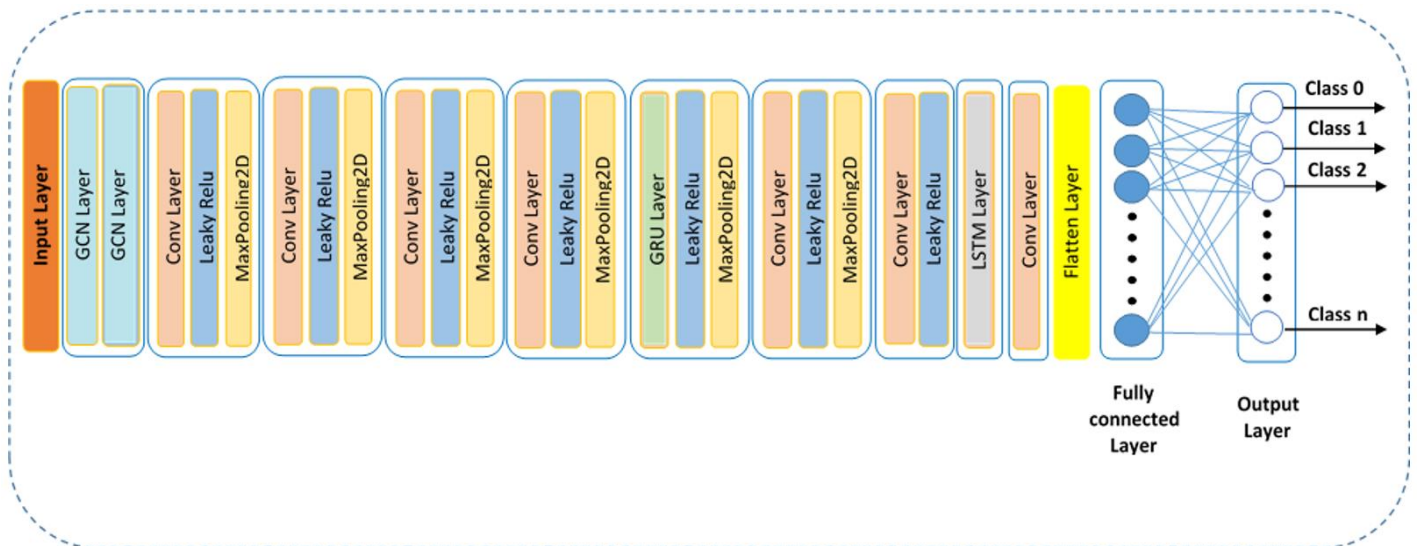 Input Layer
GCN Layer
GCN Layer
Conv Layer
Leaky Relu
MaxPooling2D
Conv Layer
Leaky Relu
MaxPooling2D
Conv Layer
Leaky Relu
MaxPooling2D
Conv Layer
Leaky Relu
MaxPooling2D
GRU Layer
Leaky Relu
MaxPooling2D
Conv Layer
Leaky Relu
MaxPooling2D
Conv Layer
Leaky Relu
LSTM Layer
Conv Layer
Flatten Layer
Fully
connected
Layer
Class 0
Class 1
Class 2
Class n
Output
Layer